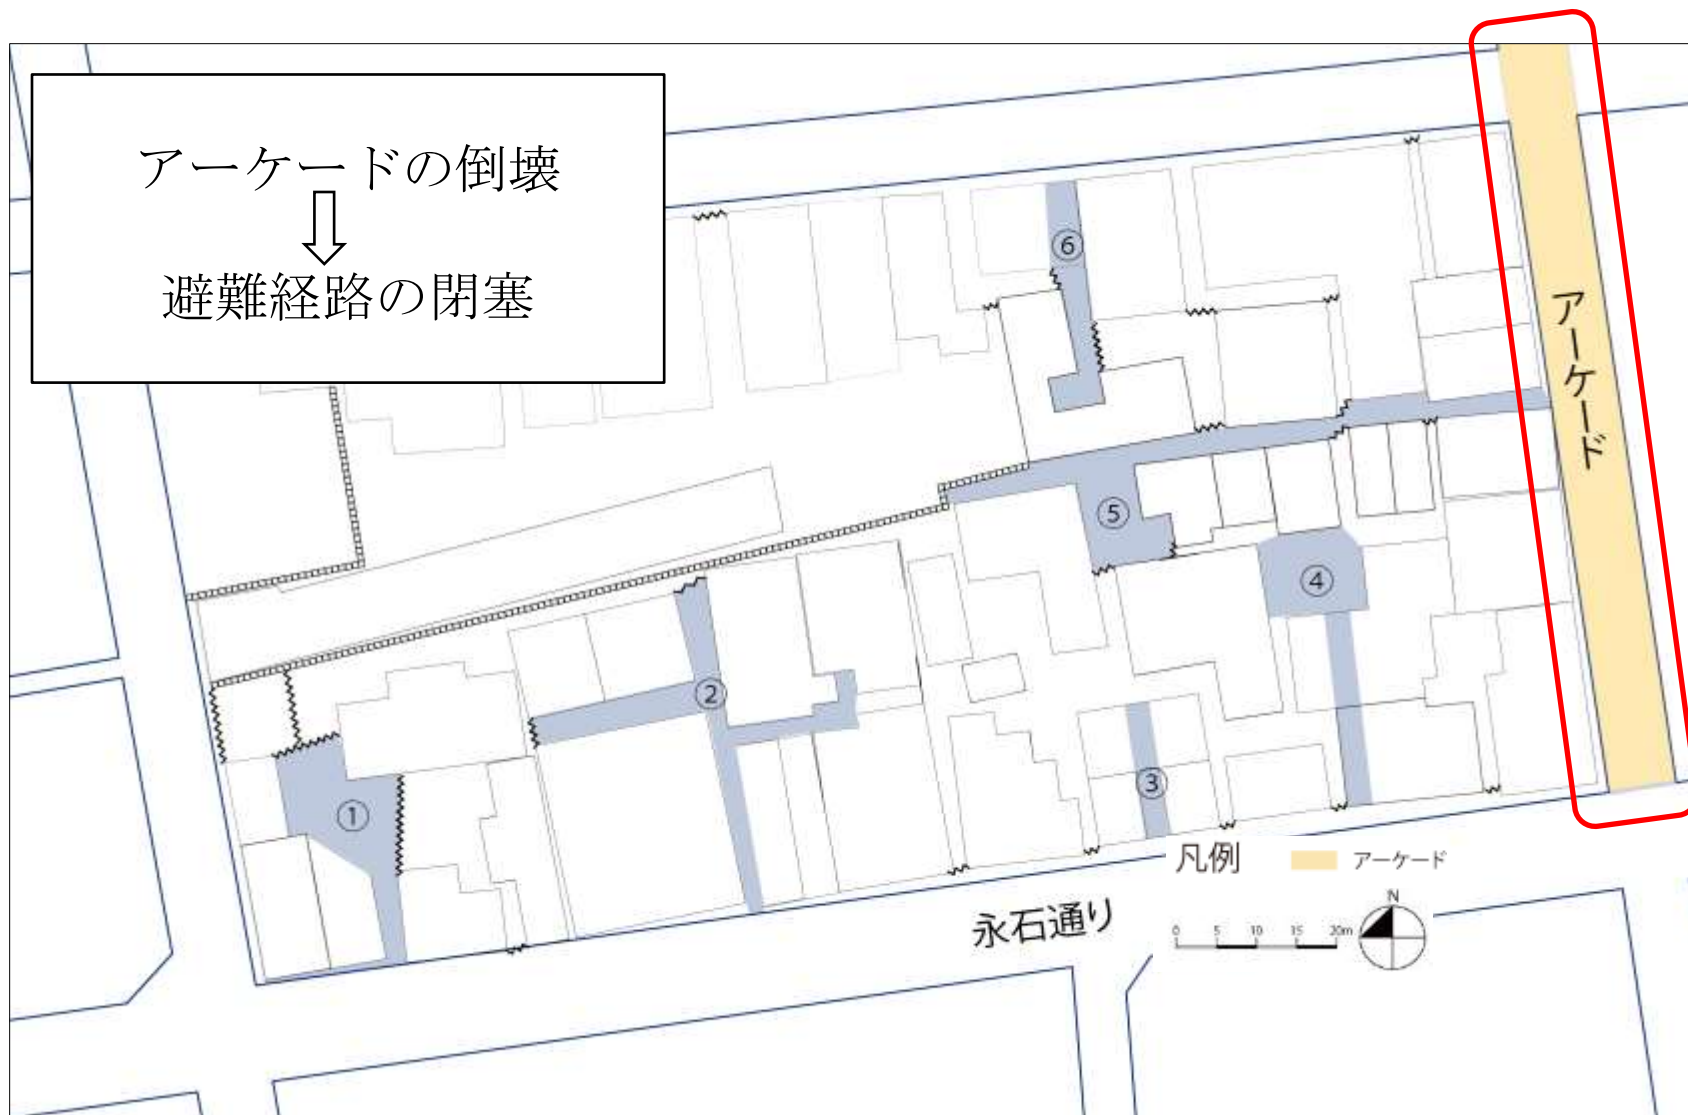 アーケードの倒壊
避難経路の閉塞
⑥
アーケード
⑤
④
②
③
①
凡例
アーケード
永石通り
N
0 5 10 15 20m